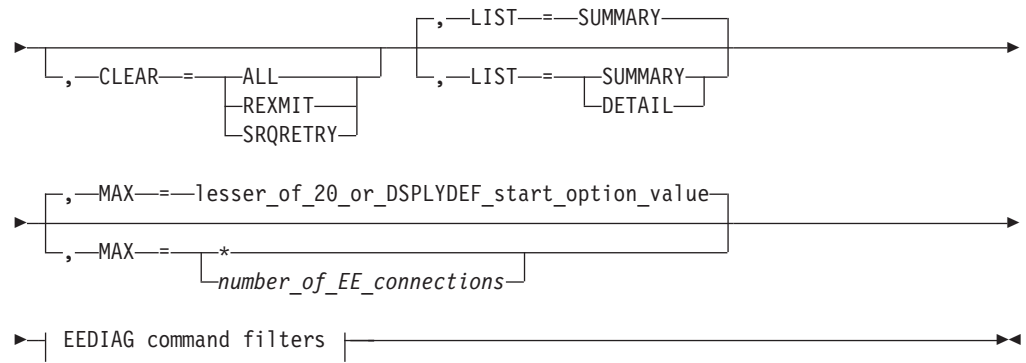 , LIST = SUMMARY
, CLEAR = ALL
REXMIT
SRQRETRY
, LIST = SUMMARY
DETAIL
, MAX = lesser_of_20_or_DSPLYDEF_start_option_value
, MAX = *
number_of_EE_connections
EEDIAG command filters